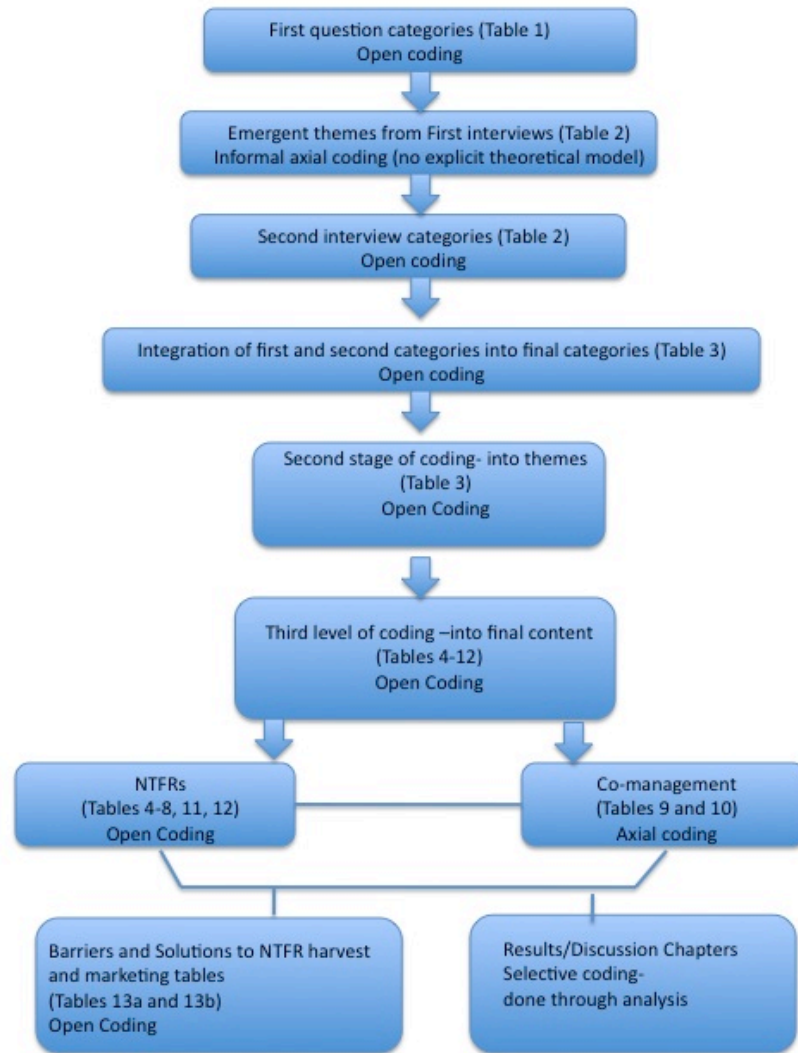 First question categories (Table 1)
Open coding
Emergent themes from First interviews (Table 2)
Informal axial coding (no explicit theoretical model)
Second interview categories (Table 2)
Open coding
Integration of first and second categories into final categories (Table 3)
Open coding
Second stage of coding- into themes
(Table 3)
Open Coding
Third level of coding –into final content
(Tables 4-12)
Open Coding
NTFRs
(Tables 4-8, 11, 12)
Open Coding
Co-management
(Tables 9 and 10)
Axial coding
Barriers and Solutions to NTFR harvest
and marketing tables
(Tables 13a and 13b)
Open Coding
Results/Discussion Chapters
Selective coding-
done through analysis